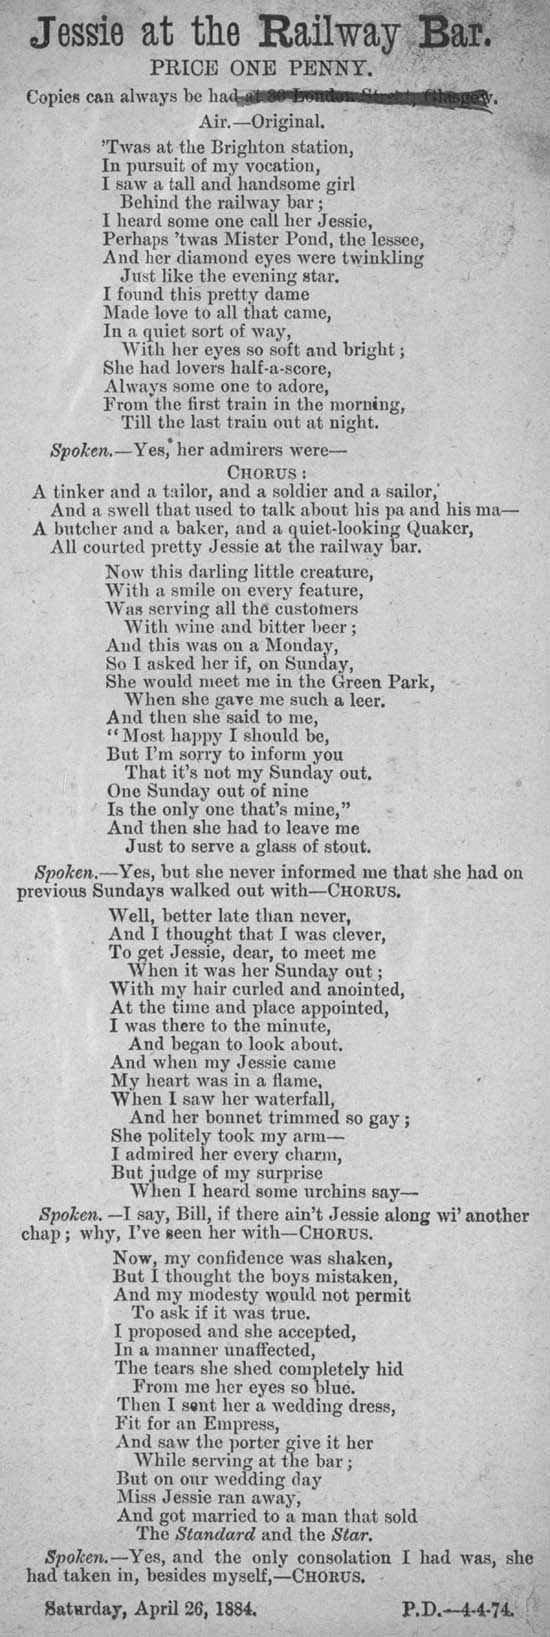 Jessie at the Railway Bar.
PRICE ONE PENNY.
Copies can always be had at 80 London Street, Glasgow.
Air.—Original.
'Twas at the Brighton station,
In pursuit of my vocation,
I saw a tall and handsome girl
Behind the railway bar;
I heard some one call her Jessie,
Perhaps 'twas Mister Pond, the lessee,
And her diamond eyes were twinkling
Just like the evening star.
I found this pretty dame
Made love to all that came,
In a quiet sort of way,
With her eyes so soft and bright;
She had lovers half-a-score,
Always some one to adore,
From the first train in the morning,
Till the last train out at night.
Spoken.—Yes, her admirers were—
CHORUS:
A tinker and a tailor, and a soldier and a sailor,
And a swell that used to talk about his pa and his ma—
A butcher and a baker, and a quiet-looking Quaker,
All courted pretty Jessie at the railway bar.
Now this darling little creature,
With a smile on every feature,
Was serving all the customers
With wine and bitter beer;
And this was on a Monday,
So I asked her if, on Sunday,
She would meet me in the Green Park,
When she gave me such a leer.
And then she said to me,
"Most happy I should be,
But I'm sorry to inform you
That it's not my Sunday out.
One Sunday out of nine
Is the only one that's mine,"
And then she had to leave me
Just to serve a glass of stout.
Spoken.—Yes, but she never informed me that she had on
previous Sundays walked out with—CHORUS.
Well, better late than never,
And I thought that I was clever,
To get Jessie, dear, to meet me
When it was her Sunday out;
With my hair curled and anointed,
At the time and place appointed,
I was there to the minute,
And began to look about.
And when my Jessie came
My heart was in a flame,
When I saw her waterfall,
And her bonnet trimmed so gay;
She politely took my arm—
I admired her every charm,
But judge of my surprise
When I heard some urchins say—
Spoken.—I say, Bill, if there ain't Jessie along wi' another
chap; why, I've seen her with—CHORUS.
Now, my confidence was shaken,
But I thought the boys mistaken,
And my modesty would not permit
To ask if it was true.
I proposed and she accepted,
In a manner unaffected,
The tears she shed completely hid
From me her eyes so blue.
Then I sent her a wedding dress,
Fit for an Empress,
And saw the porter give it her
While serving at the bar;
But on our wedding day
Miss Jessie ran away,
And got married to a man that sold
The Standard and the Star.
Spoken.—Yes, and the only consolation I had was, she
had taken in, besides myself,—CHORUS.
Saturday, April 26, 1884. P.D.—4-4-74.